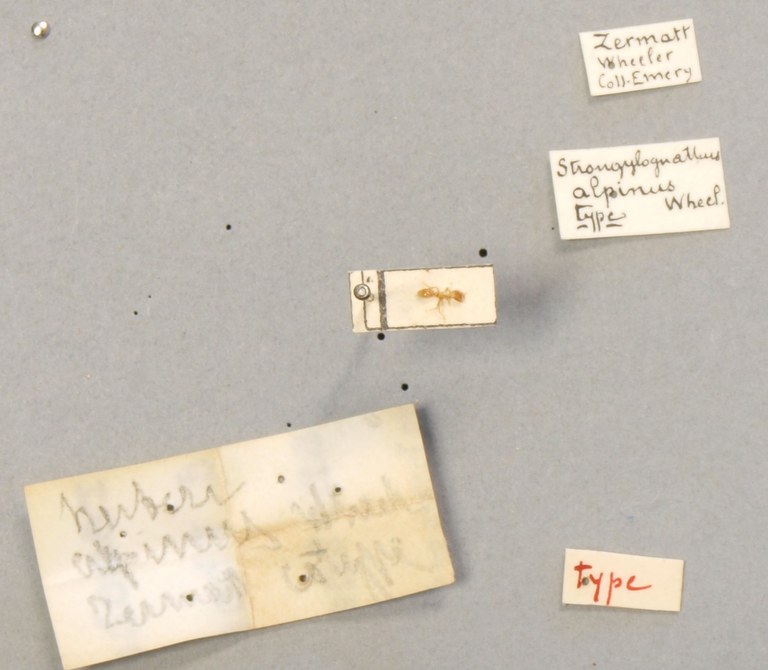 Zermatt
Wheeler
Coll. Emery
Strongylognathus
alpinus
type Wheel.
type
huberi
alpinus
Zermatt